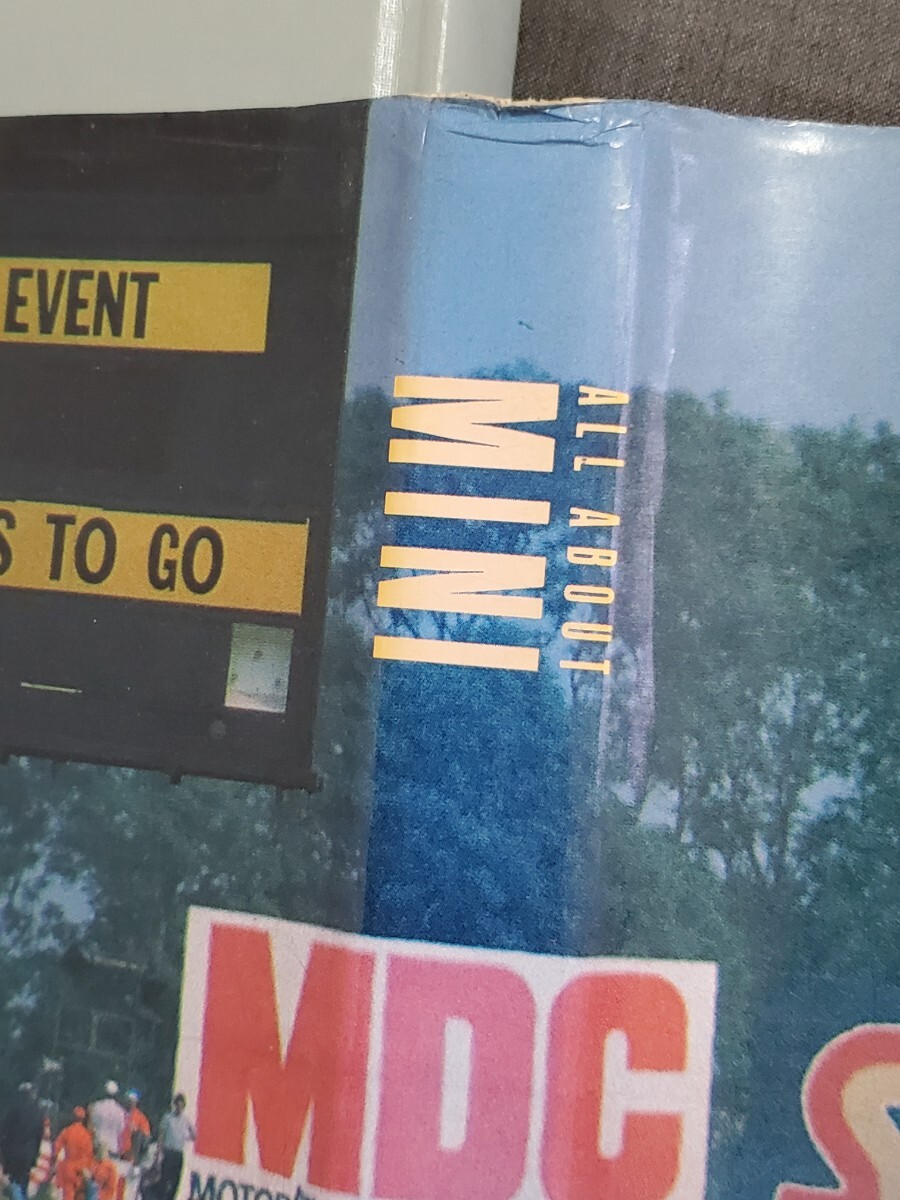 EVENT
S TO GO
ALL ABOUT
MINI
MDC